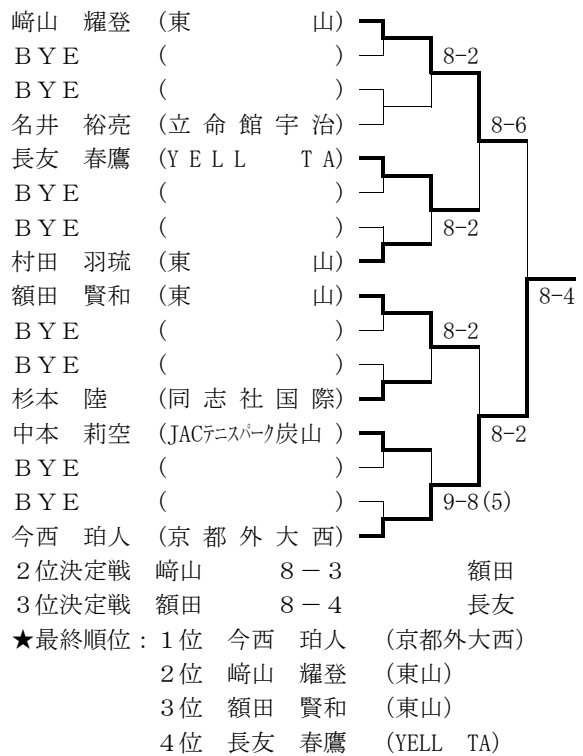 﨑山　耀登　(東　　　　　山)
ＢＹＥ　　　(　　　　　　　)　8-2
ＢＹＥ　　　(　　　　　　　)
名井　裕亮　(立 命 館 宇 治)　8-6
長友　春鷹　(ＹＥＬＬ　ＴＡ)
ＢＹＥ　　　(　　　　　　　)
ＢＹＥ　　　(　　　　　　　)　8-2
村田　羽琉　(東　　　　　山)
額田　賢和　(東　　　　　山)　8-4
ＢＹＥ　　　(　　　　　　　)　8-2
ＢＹＥ　　　(　　　　　　　)
杉本　陸　　(同 志 社 国 際)
中本　莉空　(JACﾃﾆｽﾊﾟｰｸ炭山 )　8-2
ＢＹＥ　　　(　　　　　　　)
ＢＹＥ　　　(　　　　　　　)　9-8(5)
今西　珀人　(京 都 外 大 西)
２位決定戦　﨑山　　８－３　　額田
３位決定戦　額田　　８－４　　長友
★最終順位：１位　今西　珀人　(京都外大西)
２位　﨑山　耀登　(東山)
３位　額田　賢和　(東山)
４位　長友　春鷹　(YELL　TA)